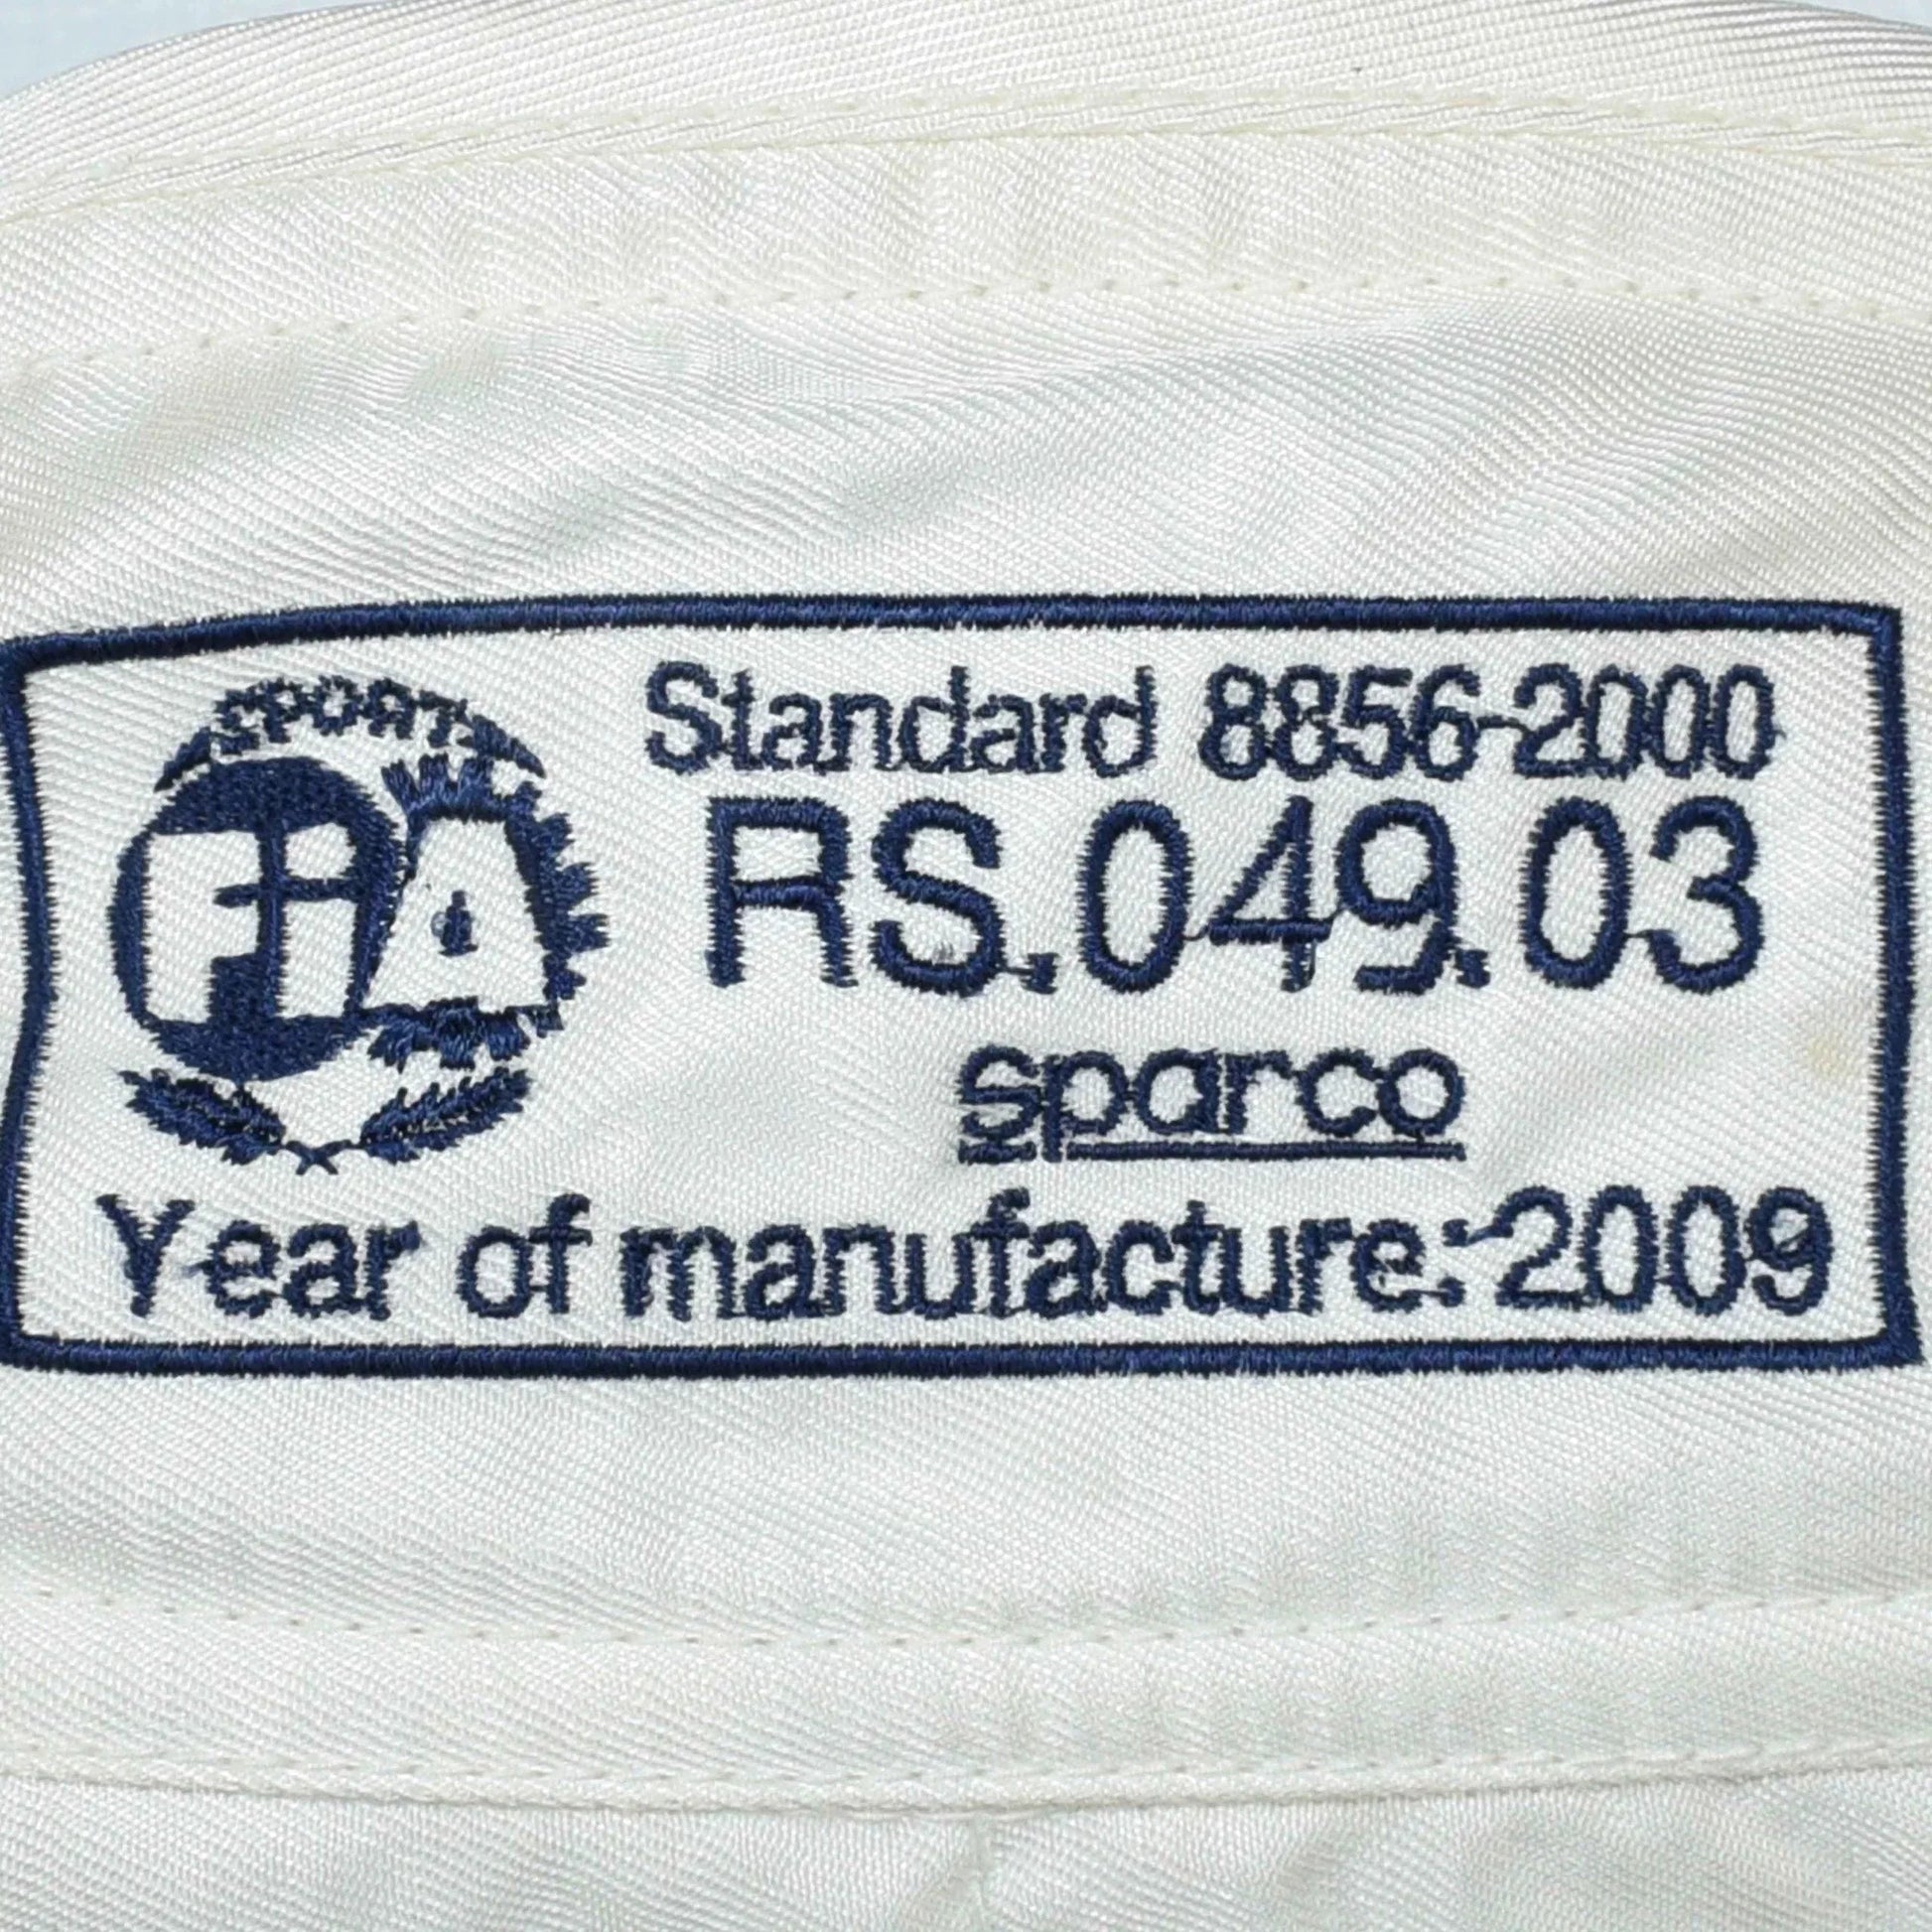 SPORT
FIA
Standard 8856-2000
RS.049.03
sparco
Year of manufacture: 2009